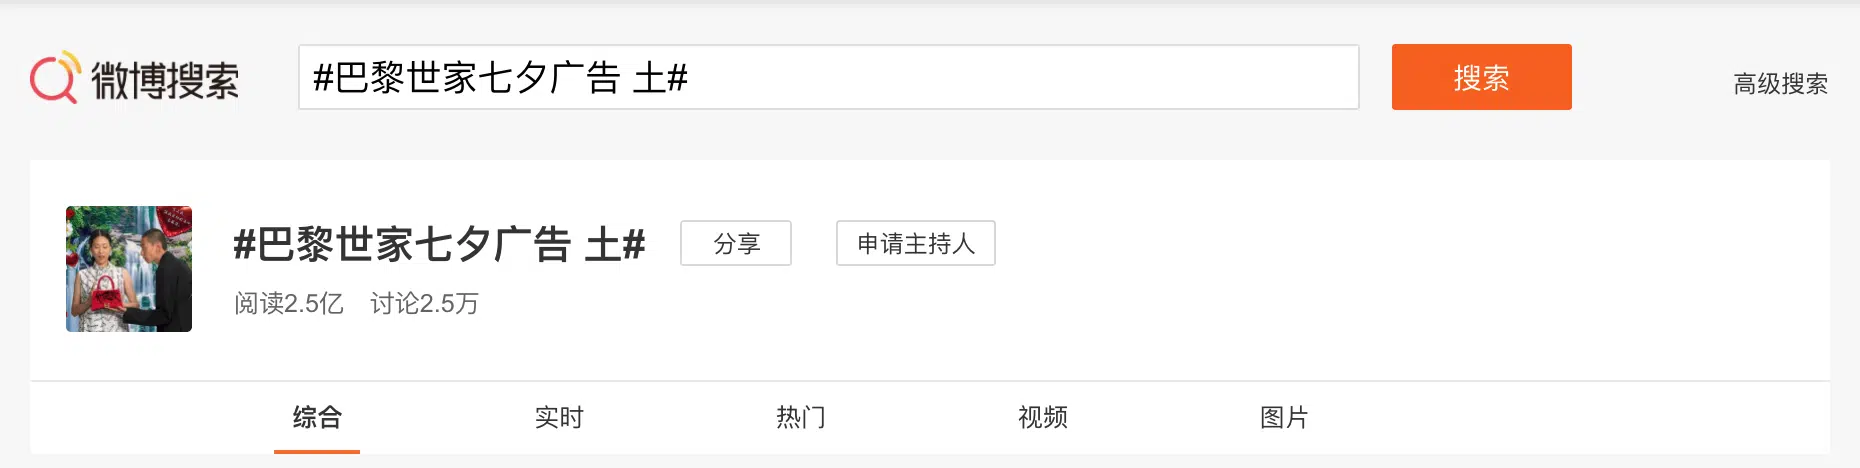 微博搜索
#巴黎世家七夕广告 土#
搜索
高级搜索
#巴黎世家七夕广告 土#
分享
申请主持人
阅读2.5亿 讨论2.5万
综合 实时 热门 视频 图片